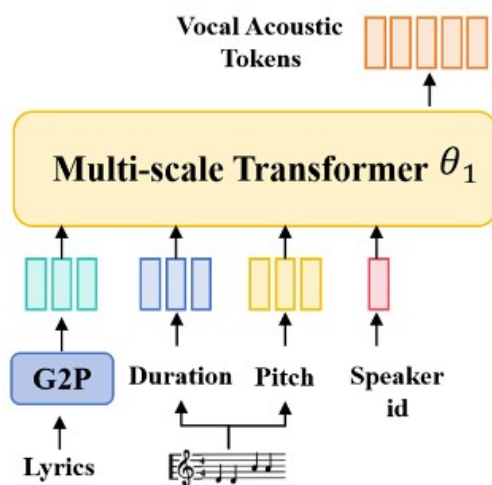 Vocal Acoustic
Tokens
Multi-scale Transformer θ₁
G2P
Duration
Pitch
Speaker
id
Lyrics